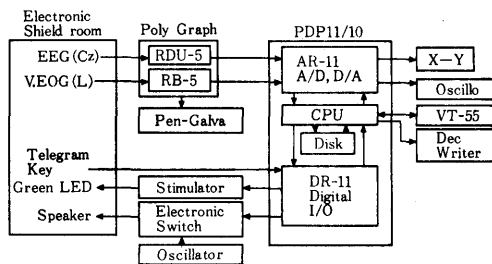 Electronic
Shield room
Poly Graph
PDP11/10
EEG (Cz)
RDU-5
AR-11
A/D, D/A
X—Y
V.EOG (L)
RB-5
Oscillo
Pen-Galva
CPU
VT-55
Disk
Dec
Writer
Telegram
Key
Green LED
Stimulator
DR-11
Digital
I/O
Speaker
Electronic
Switch
Oscillator